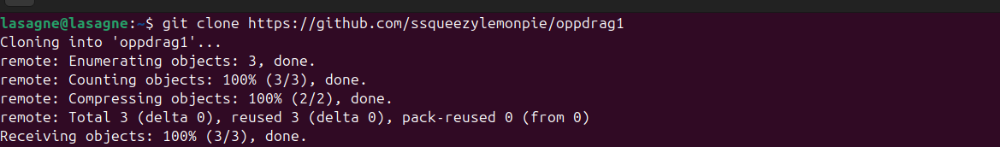 lasagne@lasagne:~$ git clone https://github.com/ssqueezylemonpie/oppdrag1
Cloning into 'oppdrag1'...
remote: Enumerating objects: 3, done.
remote: Counting objects: 100% (3/3), done.
remote: Compressing objects: 100% (2/2), done.
remote: Total 3 (delta 0), reused 3 (delta 0), pack-reused 0 (from 0)
Receiving objects: 100% (3/3), done.